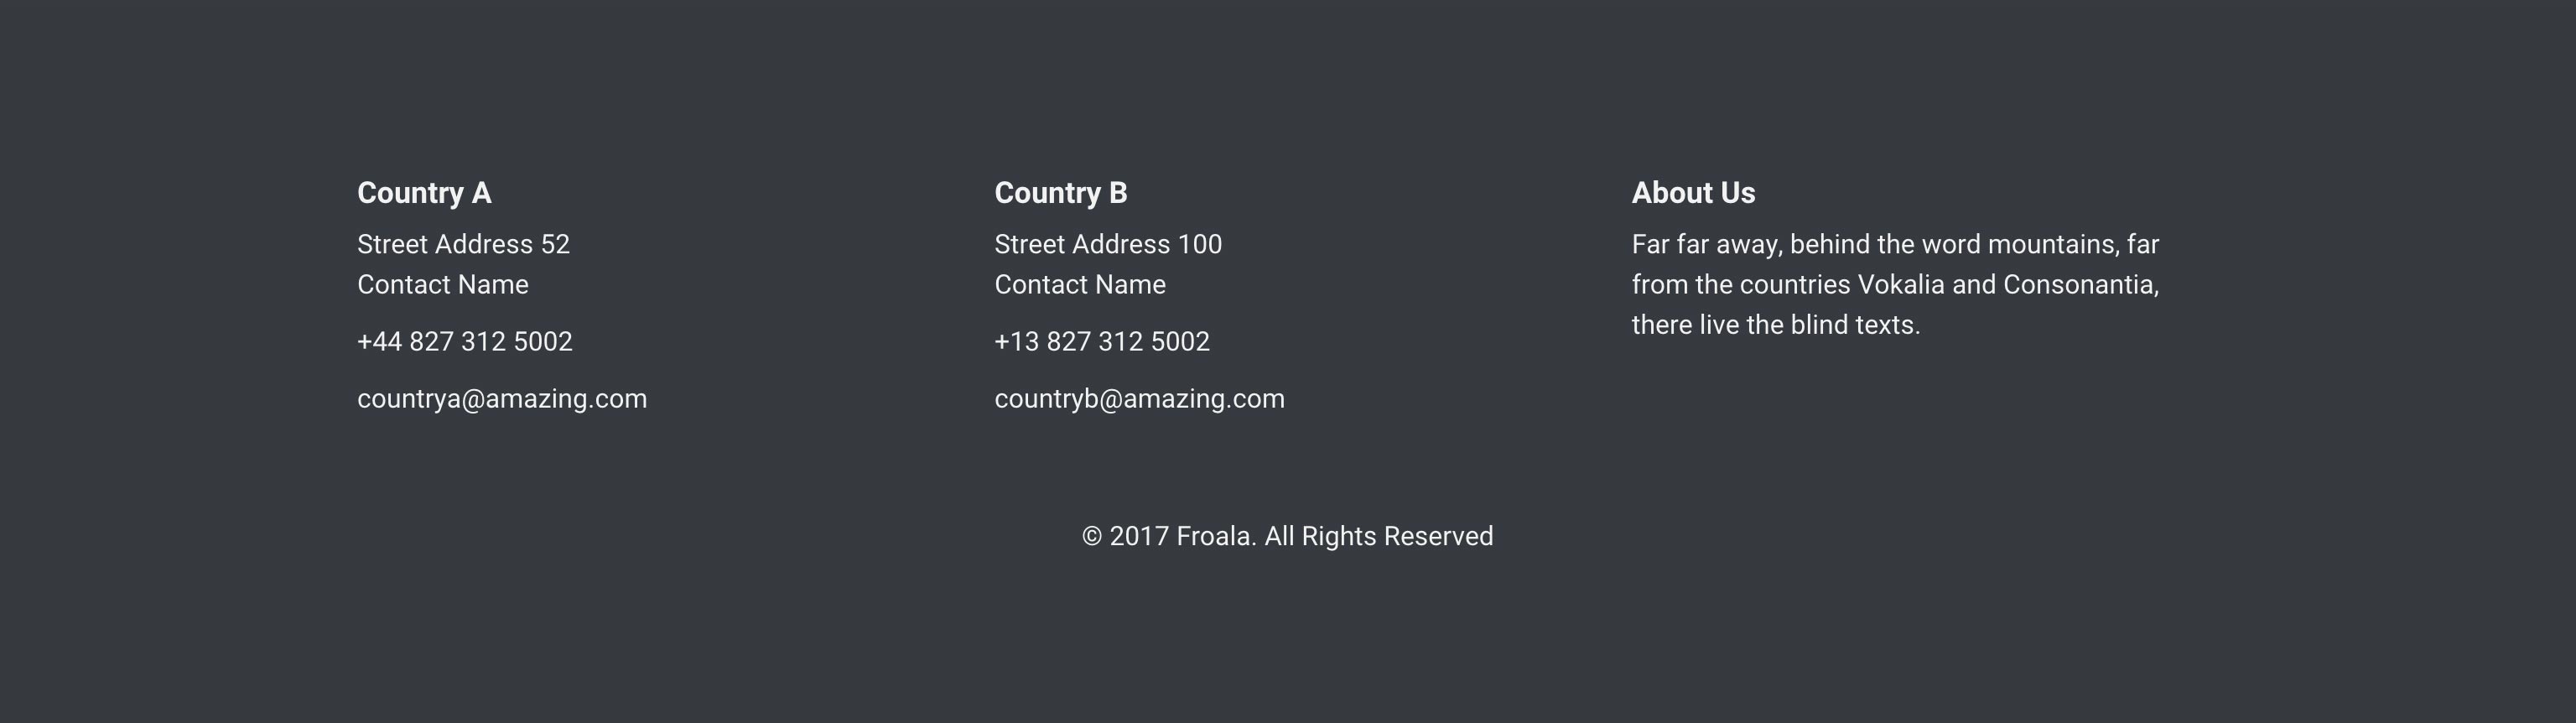 Country A
Street Address 52
Contact Name
+44 827 312 5002
countrya@amazing.com
Country B
Street Address 100
Contact Name
+13 827 312 5002
countryb@amazing.com
About Us
Far far away, behind the word mountains, far
from the countries Vokalia and Consonantia,
there live the blind texts.
© 2017 Froala. All Rights Reserved